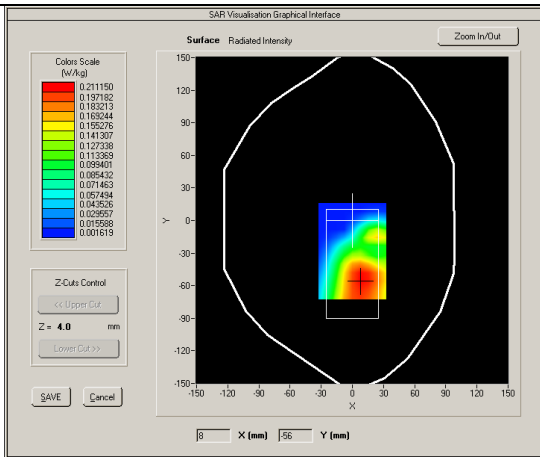 SAR Visualisation Graphical Interface
Surface Radiated Intensity
Zoom In/Out
Colors Scale
(W/kg)
0.211150
0.197182
0.183213
0.169244
0.155276
0.141307
0.127338
0.113369
0.099401
0.085432
0.071463
0.057494
0.043526
0.029557
0.015588
0.001619
Z-Cuts Control
<< Upper Cut
Z = 4.0 mm
Lower Cut >>
SAVE Cancel
150
120
90
60
30
0
-30
-60
-90
-120
-150
Y
-150 -120 -90 -60 -30 0 30 60 90 120 150
X
8 X (mm) -56 Y (mm)